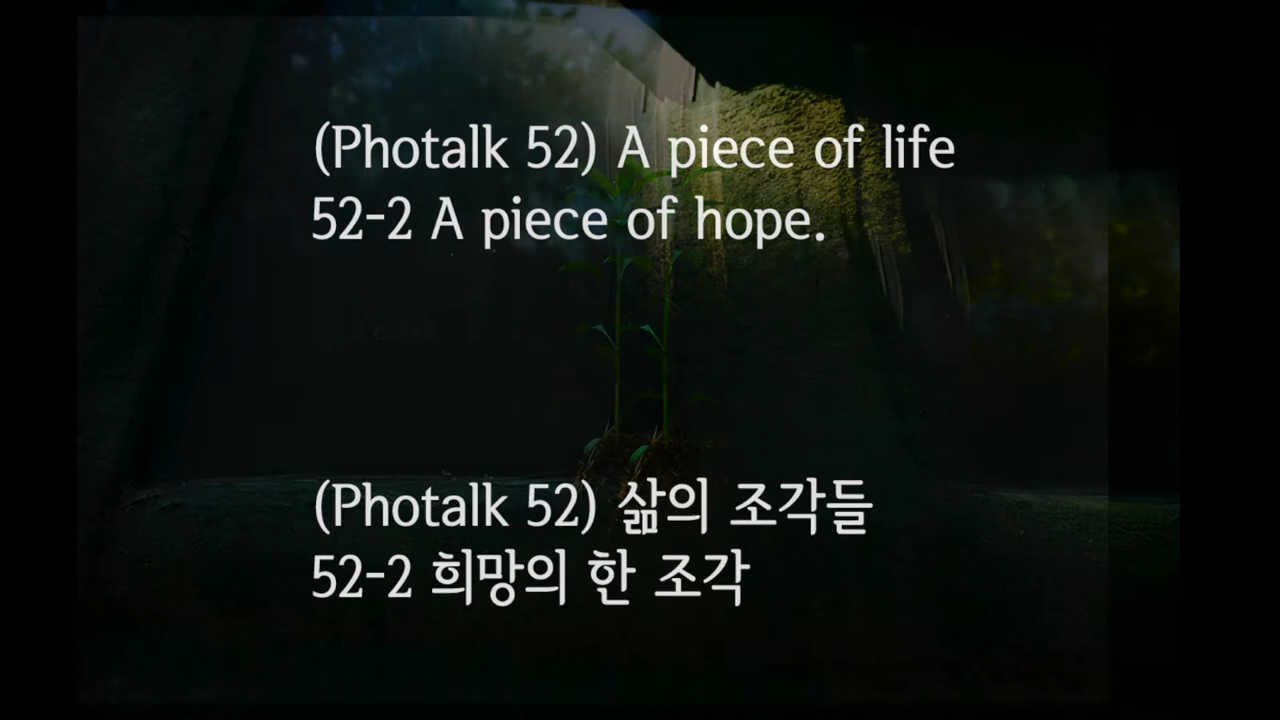 (Photalk 52) A piece of life
52-2 A piece of hope.
(Photalk 52) 삶의 조각들
52-2 희망의 한 조각